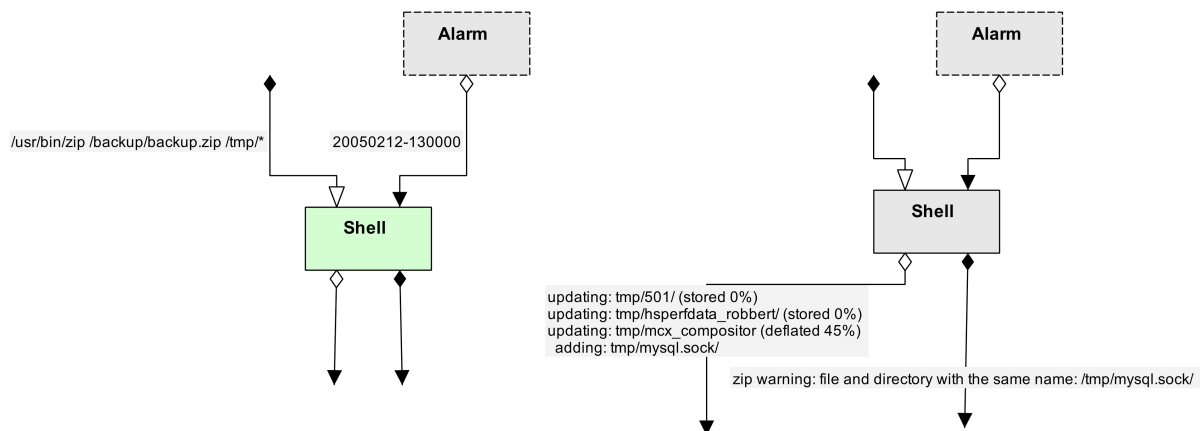 Alarm
/usr/bin/zip /backup/backup.zip /tmp/*
20050212-130000
Shell
Alarm
Shell
updating: tmp/501/ (stored 0%)
updating: tmp/hsperfdata_robbert/ (stored 0%)
updating: tmp/mcx_compositor (deflated 45%)
adding: tmp/mysql.sock/
zip warning: file and directory with the same name: /tmp/mysql.sock/